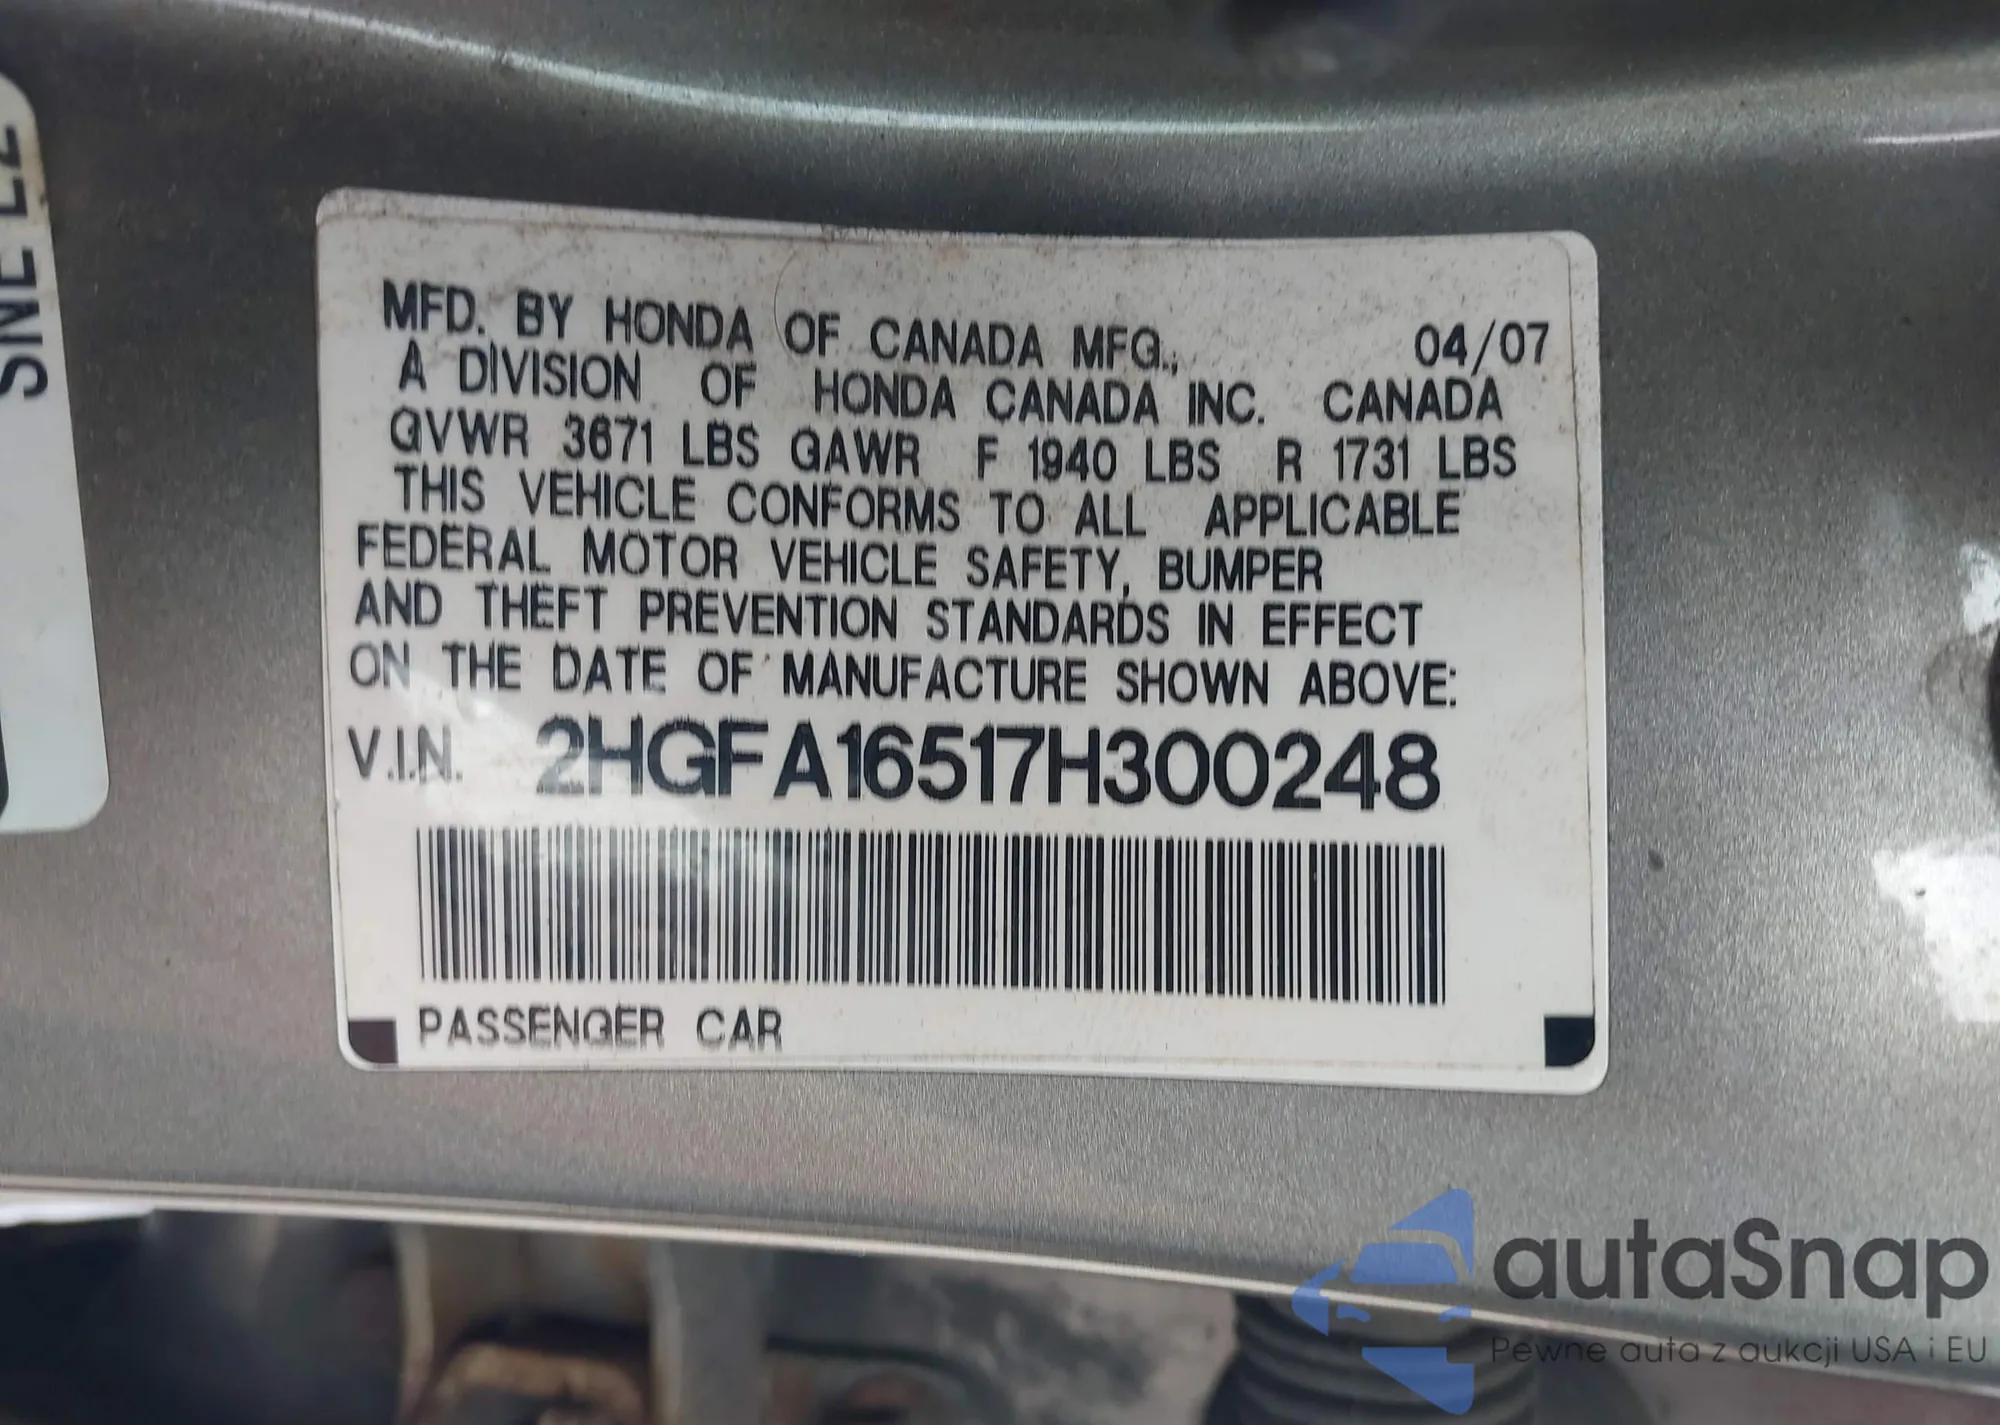 SNELL
MFD. BY HONDA OF CANADA MFG., 04/07
A DIVISION OF HONDA CANADA INC. CANADA
GVWR 3671 LBS GAWR F 1940 LBS R 1731 LBS
THIS VEHICLE CONFORMS TO ALL APPLICABLE
FEDERAL MOTOR VEHICLE SAFETY, BUMPER
AND THEFT PREVENTION STANDARDS IN EFFECT
ON THE DATE OF MANUFACTURE SHOWN ABOVE:
V.I.N. 2HGFA16517H300248
PASSENGER CAR
autaSnap
Pewne auta z aukcji USA i EU